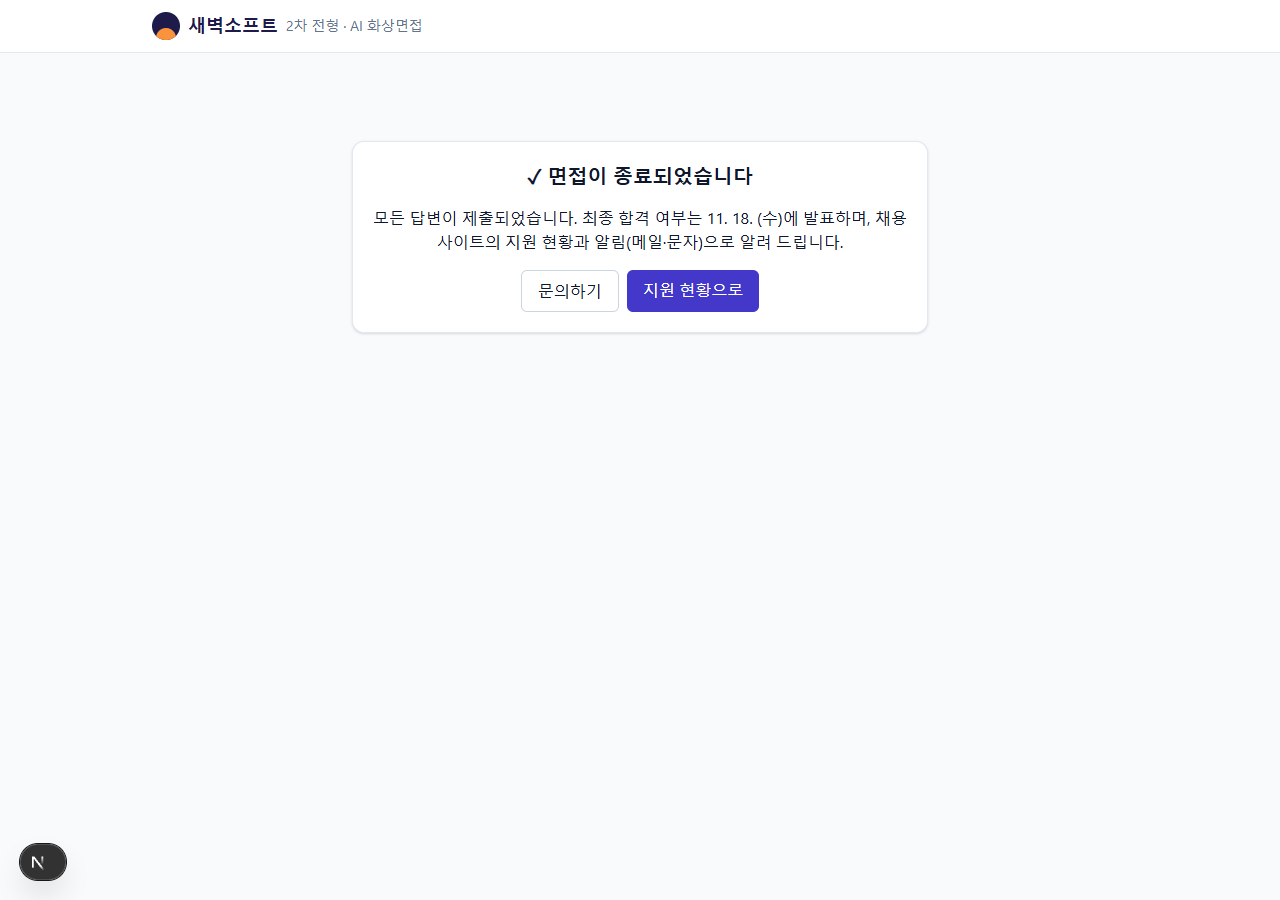 새벽소프트 2차 전형 · AI 화상면접
✓ 면접이 종료되었습니다
모든 답변이 제출되었습니다. 최종 합격 여부는 11. 18. (수)에 발표하며, 채용
사이트의 지원 현황과 알림(메일·문자)으로 알려 드립니다.
문의하기 지원 현황으로
N